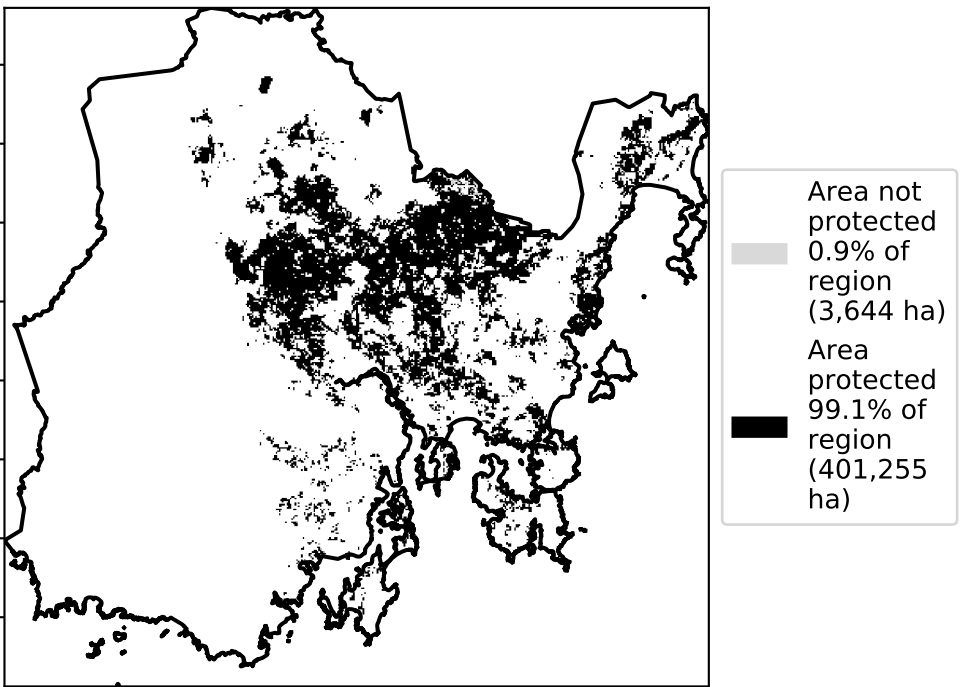 Area not
protected
0.9% of
region
(3,644 ha)
Area
protected
99.1% of
region
(401,255
ha)